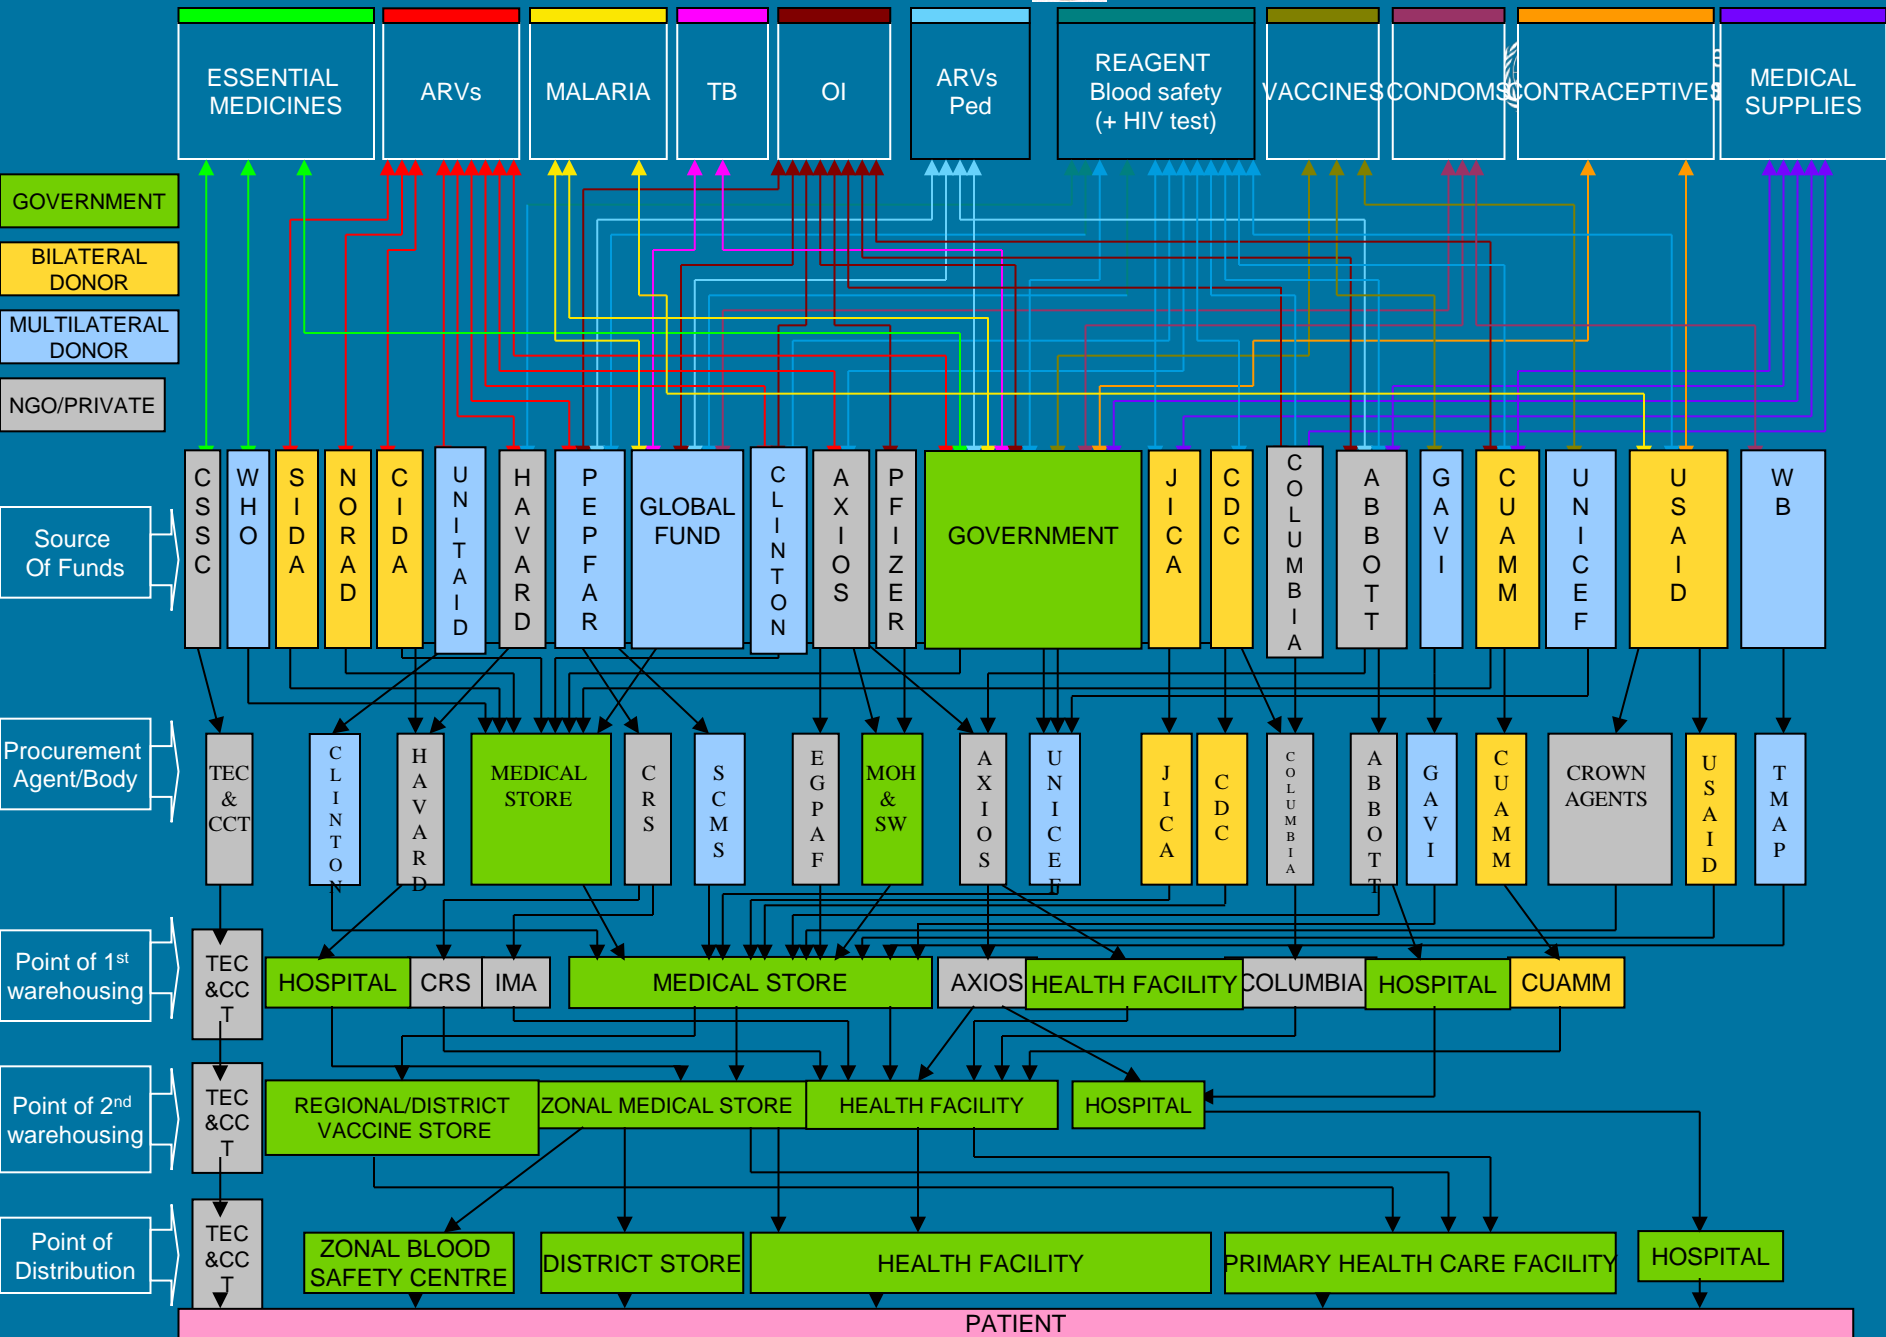 ESSENTIAL
MEDICINES
ARVs
MALARIA
TB
OI
ARVs
Ped
REAGENT
Blood safety
(+ HIV test)
VACCINES
CONDOMS
CONTRACEPTIVES
MEDICAL
SUPPLIES
GOVERNMENT
BILATERAL
DONOR
MULTILATERAL
DONOR
NGO/PRIVATE
Source
Of Funds
CSSC
WHO
SIDA
NORAD
CIDA
UNITAID
HAVARD
PEPFAR
GLOBAL
FUND
CLINTON
AXIOS
PFIZER
GOVERNMENT
JICA
CDC
COLUMBIA
ABBOTT
GAVI
CUAMM
UNICEF
USAID
WB
Procurement
Agent/Body
TEC
&
CCT
CLINTON
HAVARD
MEDICAL
STORE
CRS
SCMS
EGPAF
MOH
&
SW
AXIOS
UNICEF
JICA
CDC
COLUMBIA
ABBOTT
GAVI
CUAMM
CROWN
AGENTS
USAID
TMAP
Point of 1st
warehousing
TEC
&CC
T
HOSPITAL
CRS
IMA
MEDICAL STORE
AXIOS
HEALTH FACILITY
COLUMBIA
HOSPITAL
CUAMM
Point of 2nd
warehousing
TEC
&CC
T
REGIONAL/DISTRICT
VACCINE STORE
ZONAL MEDICAL STORE
HEALTH FACILITY
HOSPITAL
Point of
Distribution
TEC
&CC
T
ZONAL BLOOD
SAFETY CENTRE
DISTRICT STORE
HEALTH FACILITY
PRIMARY HEALTH CARE FACILITY
HOSPITAL
PATIENT